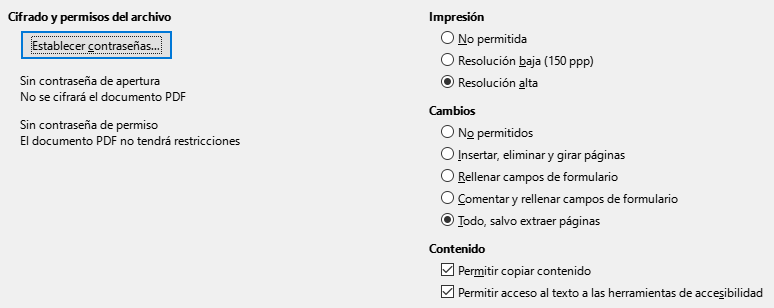 Cifrado y permisos del archivo
Establecer contraseñas...
Sin contraseña de apertura
No se cifrará el documento PDF
Sin contraseña de permiso
El documento PDF no tendrá restricciones
Impresión
No permitida
Resolución baja (150 ppp)
Resolución alta
Cambios
No permitidos
Insertar, eliminar y girar páginas
Rellenar campos de formulario
Comentar y rellenar campos de formulario
Todo, salvo extraer páginas
Contenido
Permitir copiar contenido
Permitir acceso al texto a las herramientas de accesibilidad